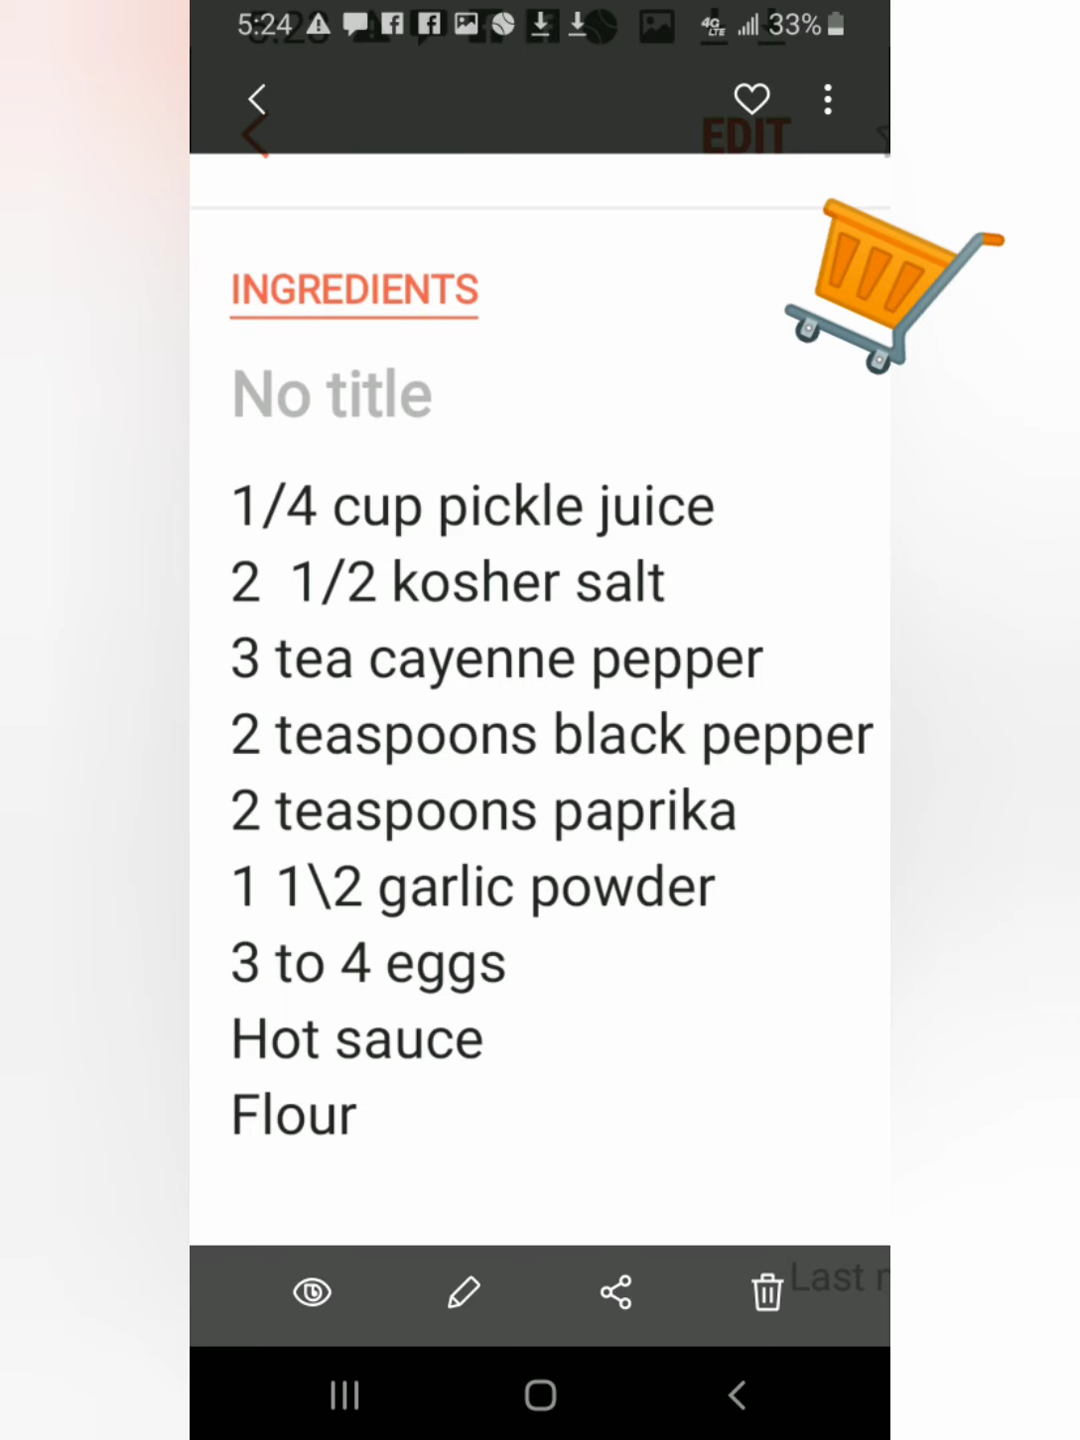 5:24 4G LTE 33%
EDIT
INGREDIENTS
No title
1/4 cup pickle juice
2  1/2 kosher salt
3 tea cayenne pepper
2 teaspoons black pepper
2 teaspoons paprika
1 1\2 garlic powder
3 to 4 eggs
Hot sauce
Flour
Last